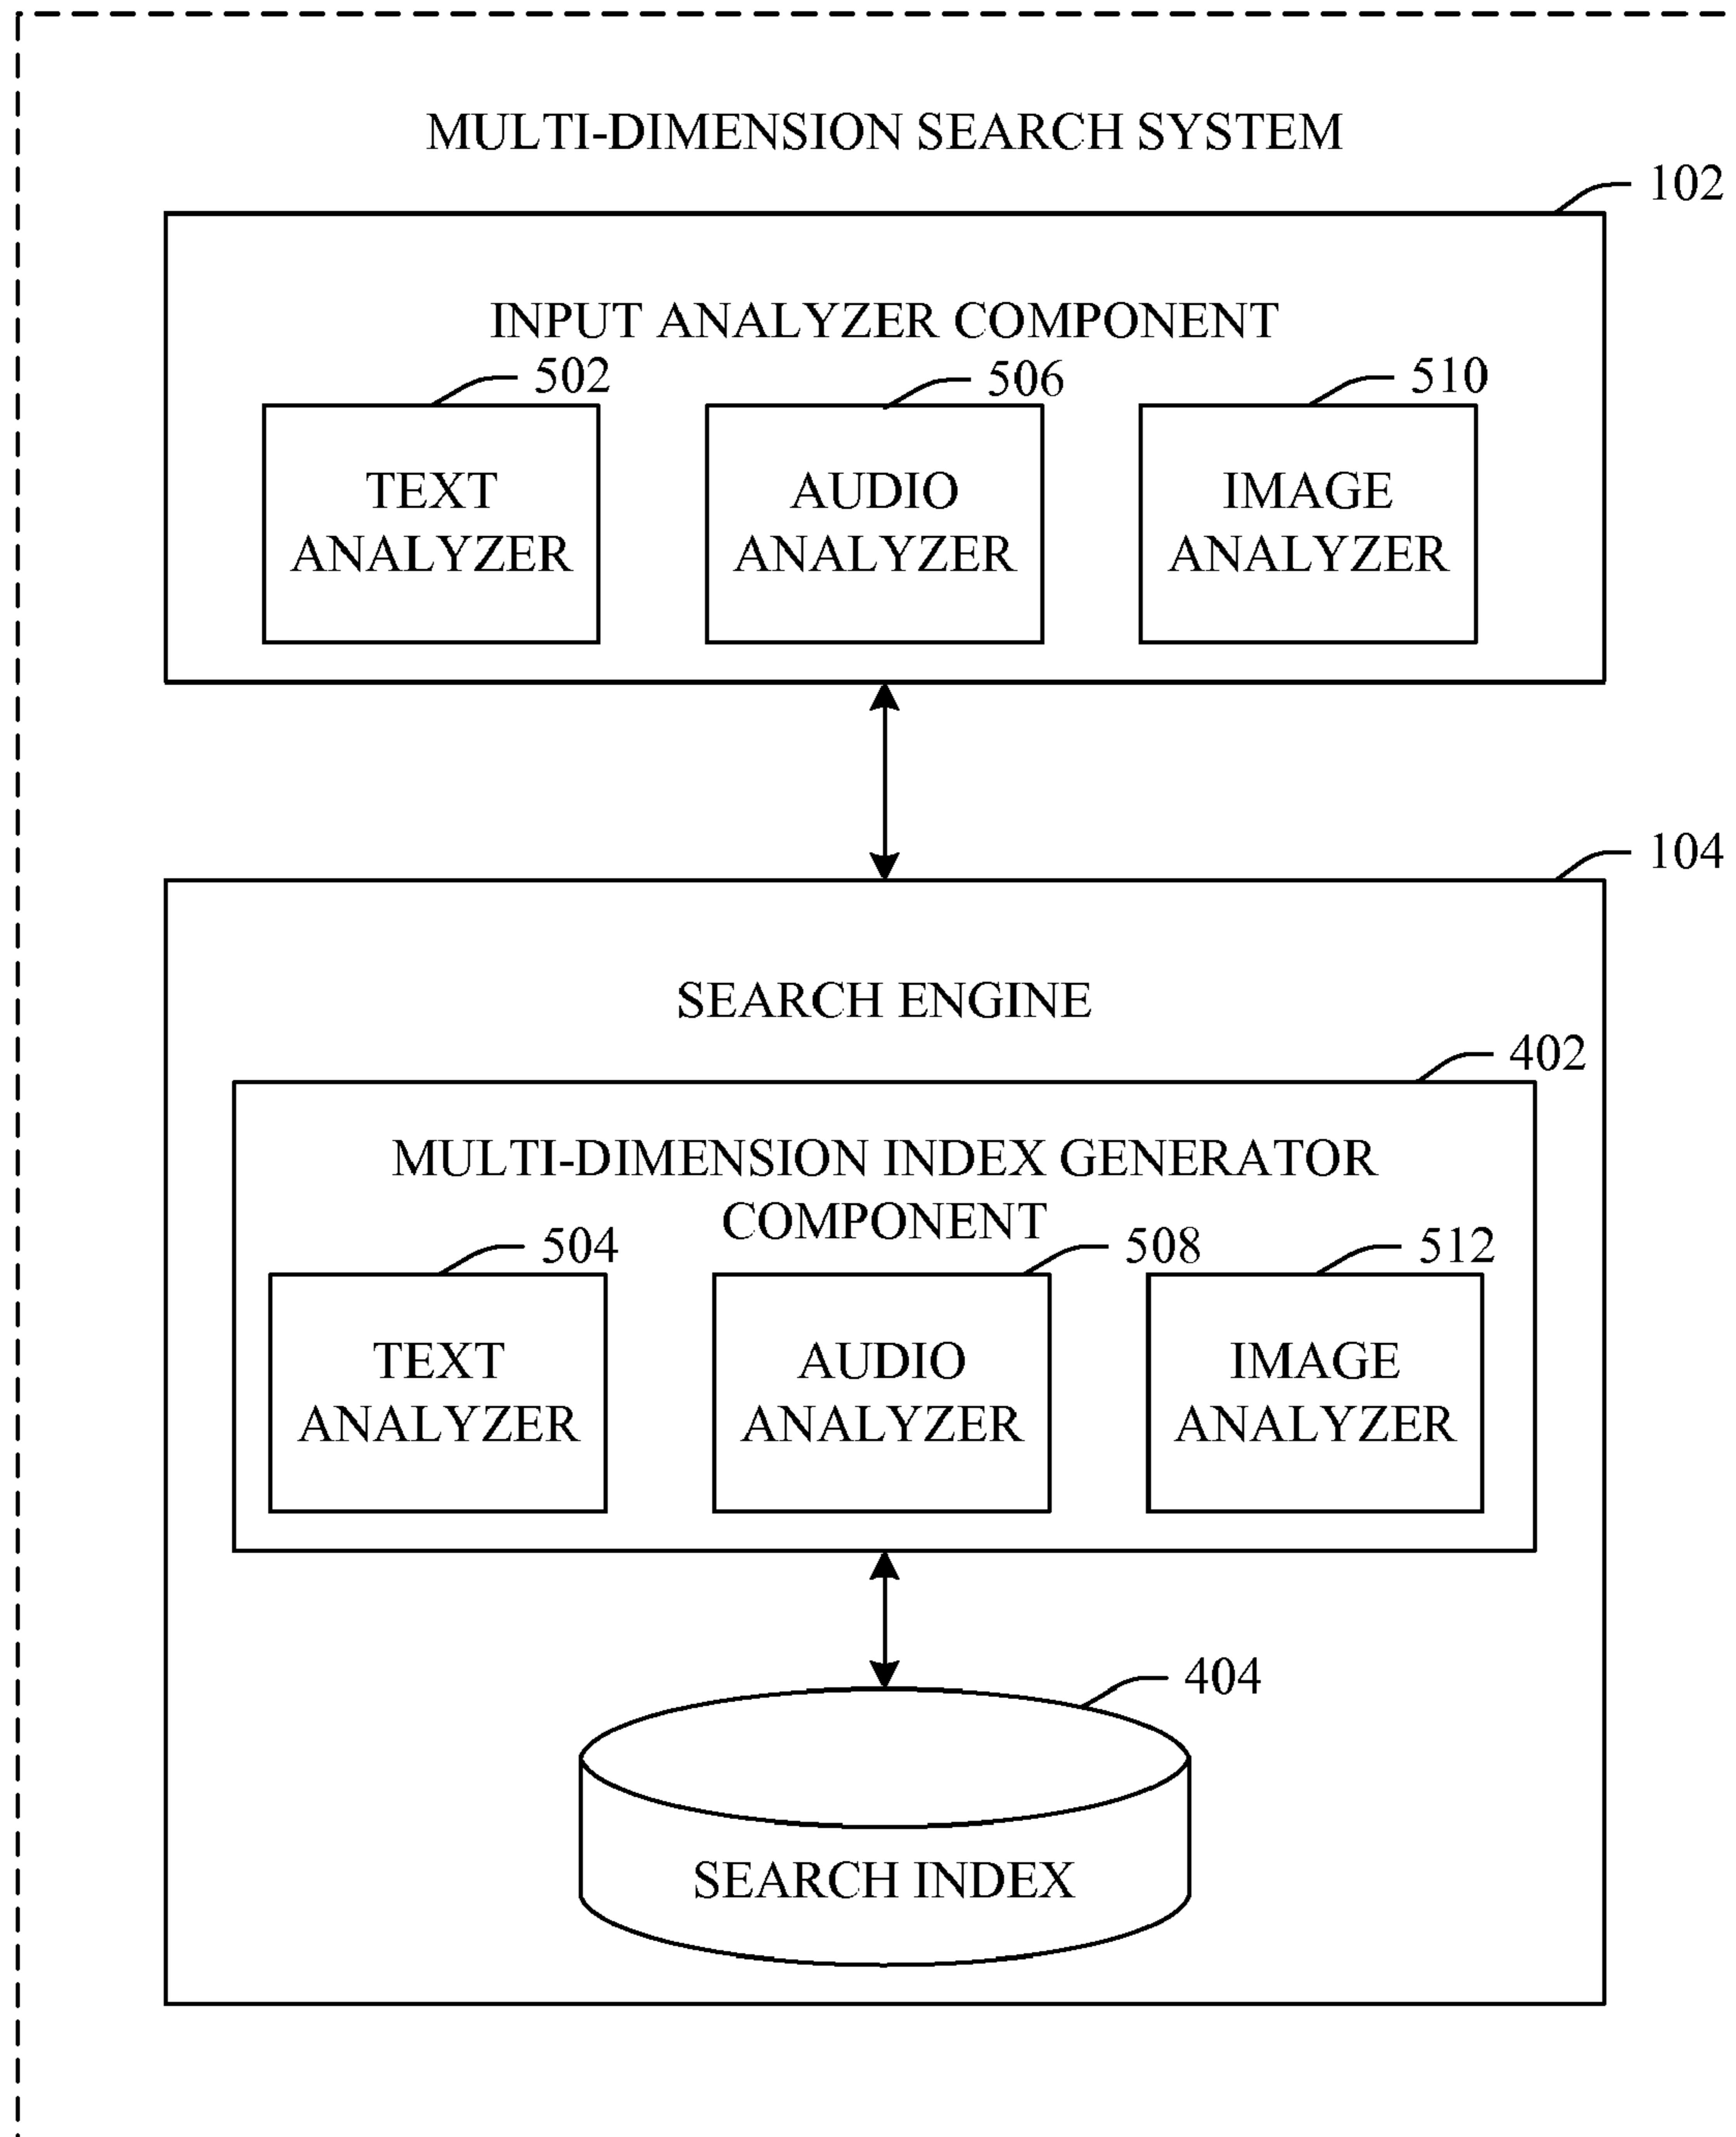 MULTI-DIMENSION SEARCH SYSTEM
102
INPUT ANALYZER COMPONENT
502
506
510
TEXT
ANALYZER
AUDIO
ANALYZER
IMAGE
ANALYZER
104
SEARCH ENGINE
402
MULTI-DIMENSION INDEX GENERATOR
COMPONENT
504
508
512
TEXT
ANALYZER
AUDIO
ANALYZER
IMAGE
ANALYZER
404
SEARCH INDEX